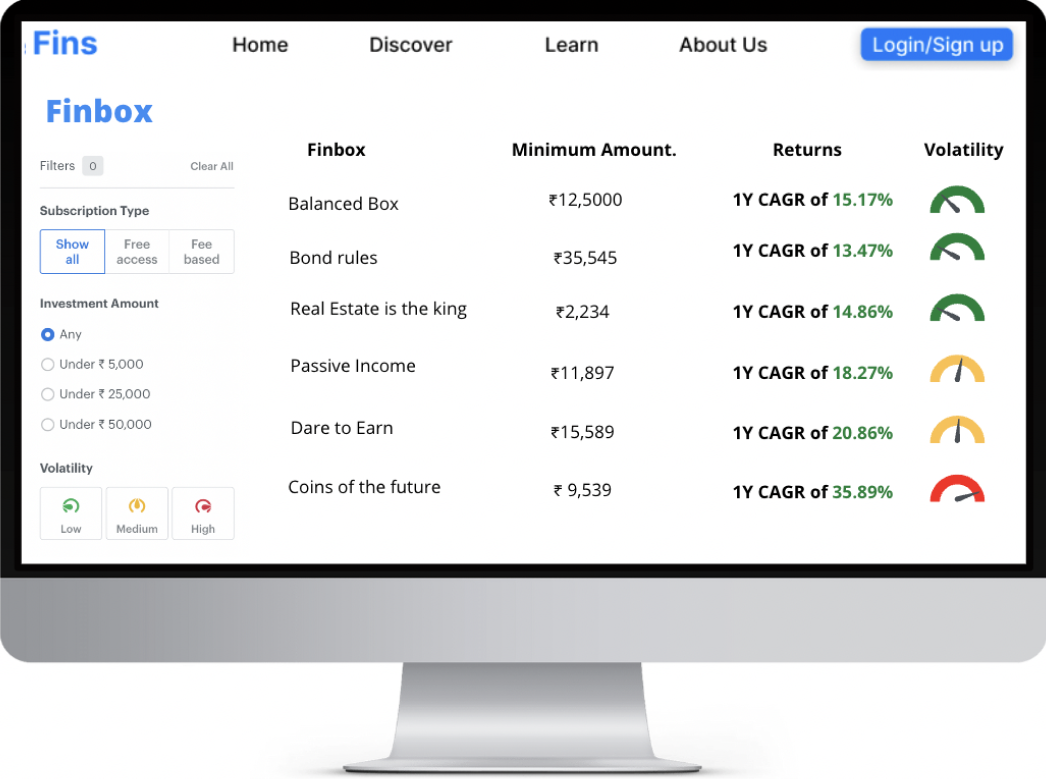 Fins Home Discover Learn About Us Login/Sign up
Finbox
Filters 0 Clear All
Subscription Type
Show all
Free access
Fee based
Investment Amount
Any
Under ₹ 5,000
Under ₹ 25,000
Under ₹ 50,000
Volatility
Low Medium High
Finbox Minimum Amount. Returns Volatility
Balanced Box ₹12,5000 1Y CAGR of 15.17%
Bond rules ₹35,545 1Y CAGR of 13.47%
Real Estate is the king ₹2,234 1Y CAGR of 14.86%
Passive Income ₹11,897 1Y CAGR of 18.27%
Dare to Earn ₹15,589 1Y CAGR of 20.86%
Coins of the future ₹ 9,539 1Y CAGR of 35.89%